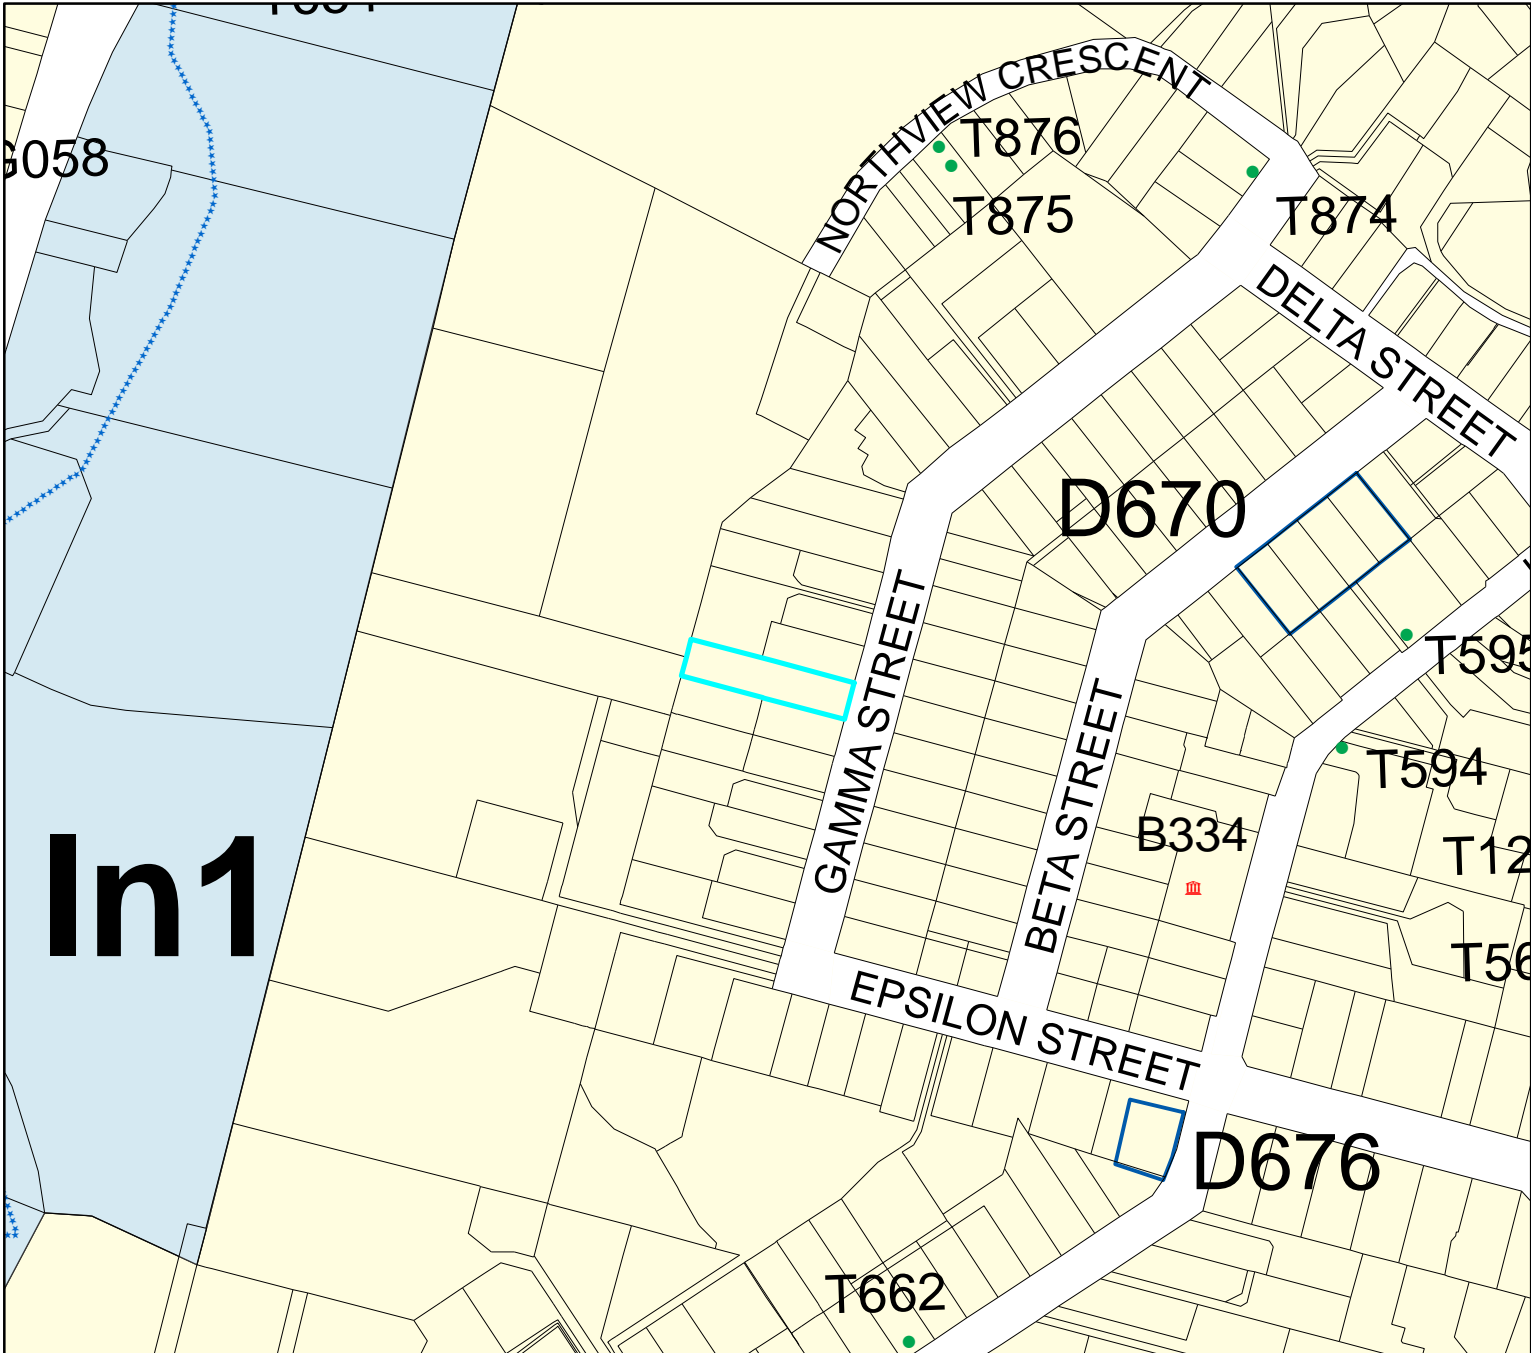 G058
NORTHVIEW CRESCENT
T876
T875
T874
DELTA STREET
D670
GAMMA STREET
BETA STREET
T595
T594
B334
In1
EPSILON STREET
D676
T662